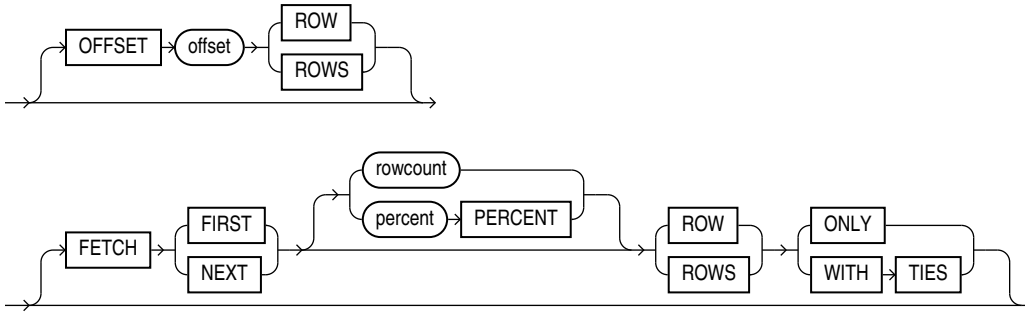 ROW
OFFSET offset
ROWS
rowcount
percent PERCENT
FIRST ROW ONLY
FETCH
NEXT ROWS WITH TIES